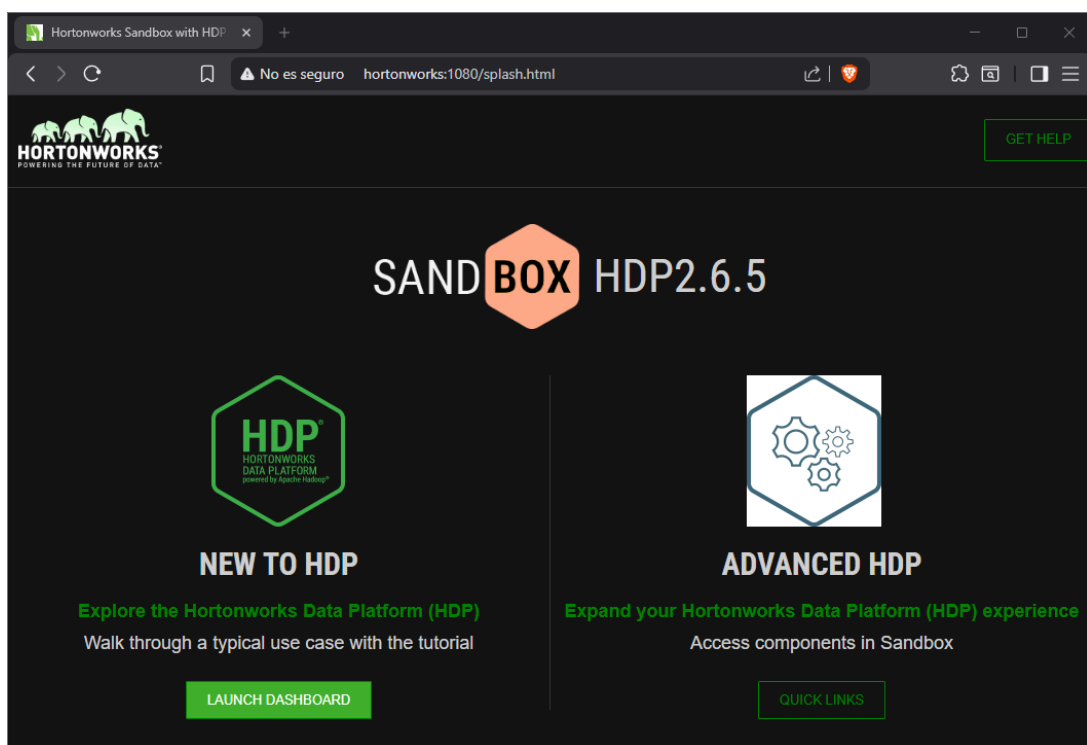 Hortonworks Sandbox with HDP
No es seguro hortonworks:1080/splash.html
HORTONWORKS
POWERING THE FUTURE OF DATA
GET HELP
SANDBOX HDP2.6.5
HDP®
HORTONWORKS
DATA PLATFORM
powered by Apache Hadoop®
NEW TO HDP
Explore the Hortonworks Data Platform (HDP)
Walk through a typical use case with the tutorial
LAUNCH DASHBOARD
ADVANCED HDP
Expand your Hortonworks Data Platform (HDP) experience
Access components in Sandbox
QUICK LINKS